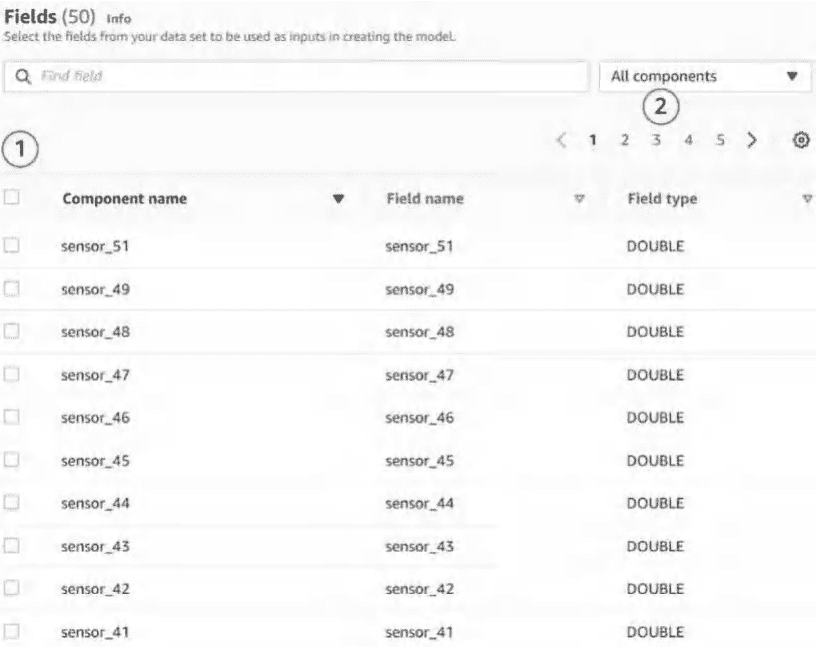 Fields (50) Info
Select the fields from your data set to be used as inputs in creating the model.
Find field
All components
2
1 2 3 4 5
1
Component name Field name Field type
sensor_51 sensor_51 DOUBLE
sensor_49 sensor_49 DOUBLE
sensor_48 sensor_48 DOUBLE
sensor_47 sensor_47 DOUBLE
sensor_46 sensor_46 DOUBLE
sensor_45 sensor_45 DOUBLE
sensor_44 sensor_44 DOUBLE
sensor_43 sensor_43 DOUBLE
sensor_42 sensor_42 DOUBLE
sensor_41 sensor_41 DOUBLE